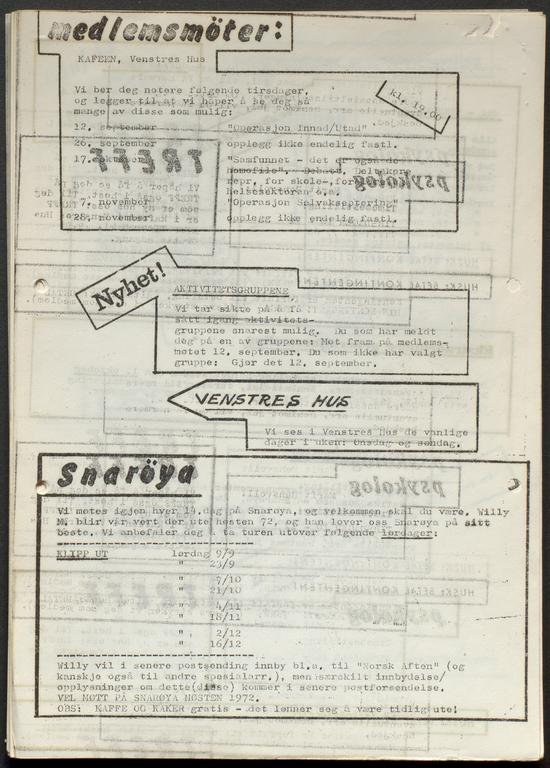 medlemsmöter:
KAFEEN, Venstres Hus
kl. 19.00
Vi ber deg notere følgende tirsdager,
og legger til at vi håper å se deg så
mange av disse som mulig:
12. september "Operasjon Innad/Utad"
26. september opplegg ikke endelig fastl.
17. "Samfunnet - det er også de
homofile", Debatt, Deltakere
repr. for skole-, for
helsesektoren o.a.
7. november "Operasjon Selvaksseptering"
28. november opplegg ikke endelig fastl.
Nyhet!
AKTIVITETSGRUPPENE
Vi tar sikte på å få
satt igang aktivitets-
gruppene snarest mulig. Du som har meldt
deg på en av gruppene: Møt fram på medlems-
møtet 12. september. Du som ikke har valgt
gruppe: Gjør det 12. september.
VENSTRES HUS
Vi ses i Venstres Hus de vanlige
dager i uken: Onsdag og søndag.
Snaröya
Vi møtes igjen hver 14.dag på Snarøya, og velkommen skal du være. Willy
M. blir vår vert der ute høsten 72, og han lover oss Snarøya på sitt
beste. Vi anbefaler deg å ta turen utover følgende lørdager:
KLIPP UT lørdag 9/9
" 23/9
" 7/10
" 21/10
" 4/11
" 18/11
" 2/12
" 16/12
Willy vil i senere postsending innby bl.a. til "Norsk Aften" (og
kanskje også til andre spesialarr.), men særskilt innbydelse/
opplysninger om dette(disse) kommer i senere postforsendelse.
VEL MØTT PÅ SNARØYA HØSTEN 1972.
OBS: KAFFE OG KAKER gratis - det lønner seg å være tidlig ute!